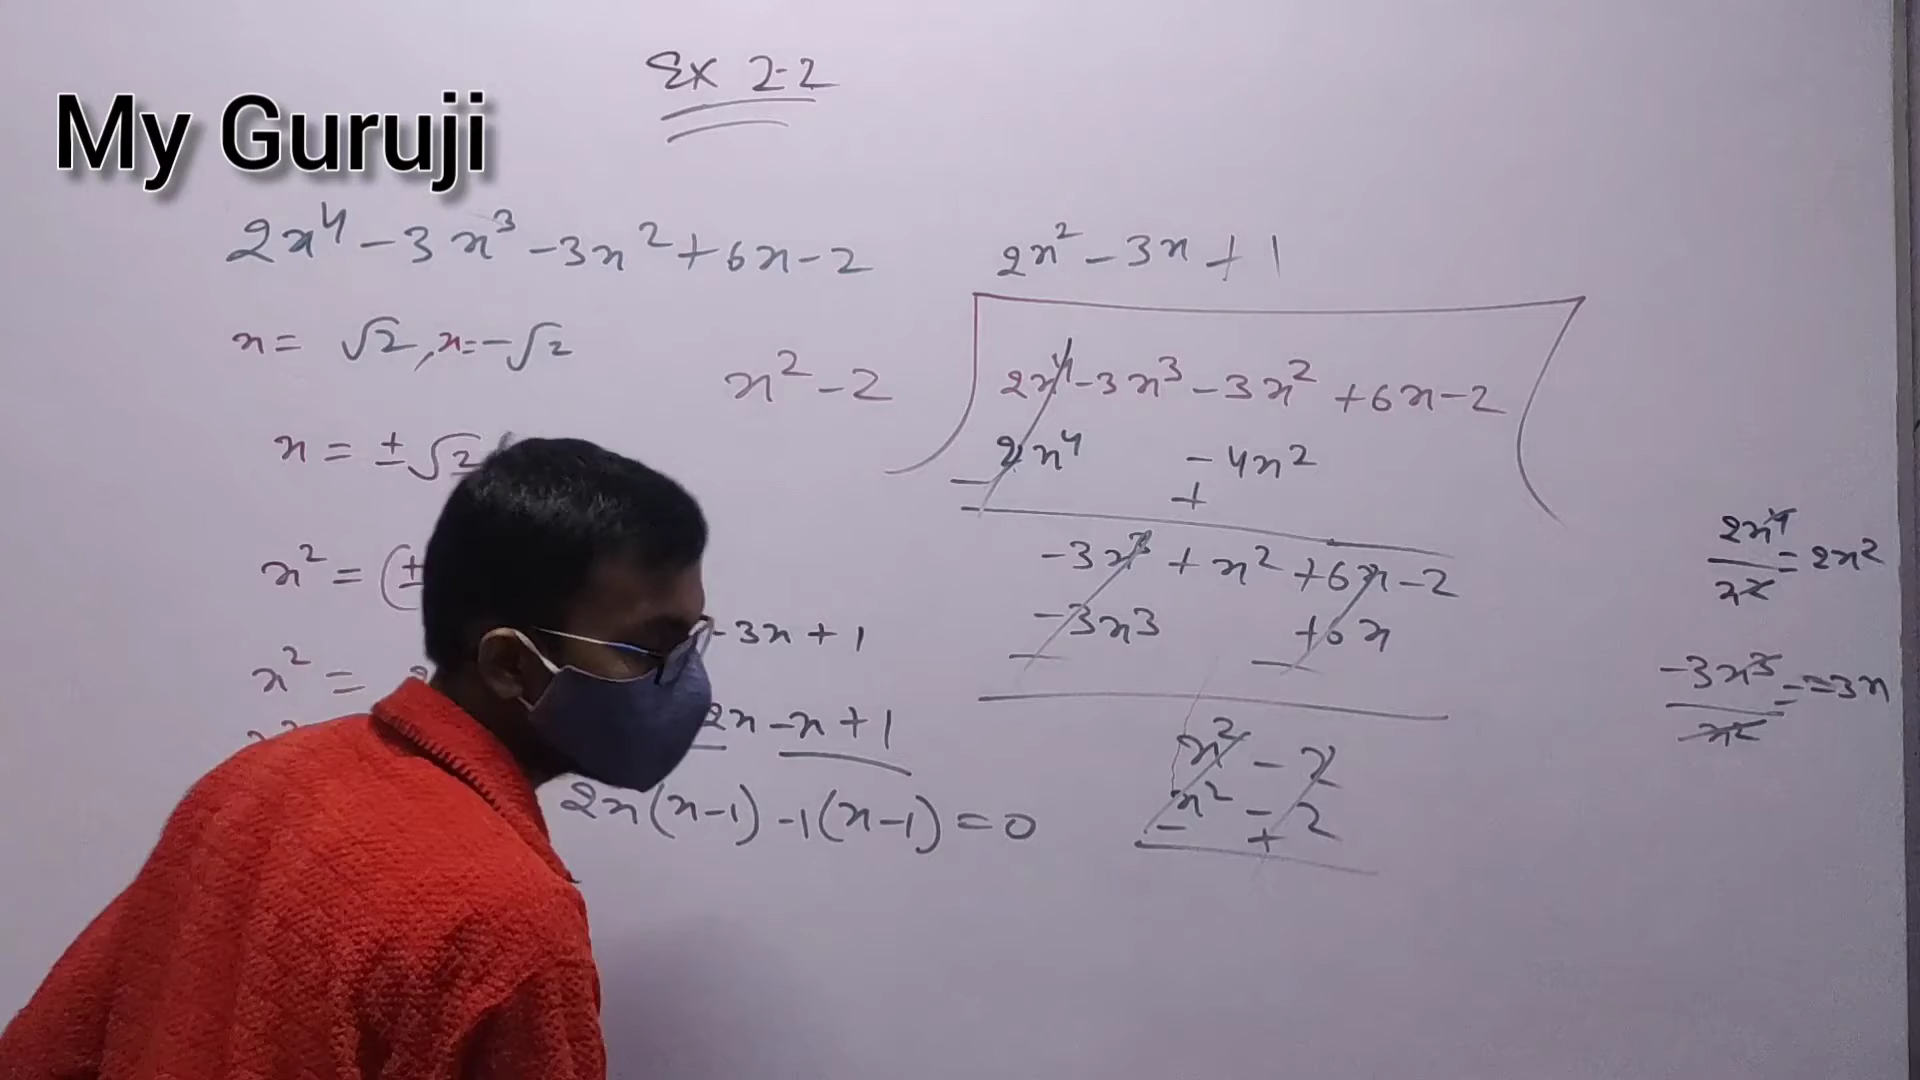 Ex 2.2
My Guruji
2x⁴ - 3x³ - 3x² + 6x - 2
x = √2, x = -√2
x = ±√2
x² = (±
x² =
2x² - 3x + 1
x² - 2
2x⁴ - 3x³ - 3x² + 6x - 2
2x⁴ - 4x²
- +
-3x³ + x² + 6x - 2
-3x³ + 6x
- -
x² - 2
x² - 2
- +
-3x + 1
2x - x + 1
2x(x-1) -1(x-1) = 0
2x⁴/x² = 2x²
-3x³/x² = -3x